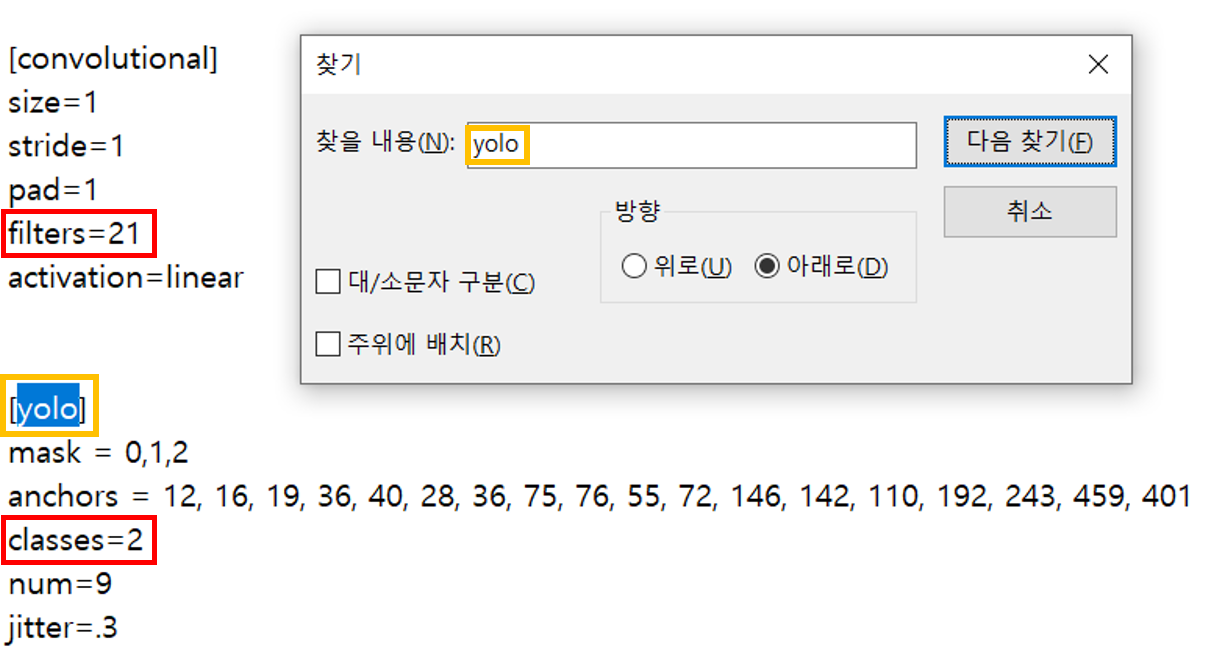 [convolutional]
size=1
stride=1
pad=1
filters=21
activation=linear
[yolo]
mask = 0,1,2
anchors = 12, 16, 19, 36, 40, 28, 36, 75, 76, 55, 72, 146, 142, 110, 192, 243, 459, 401
classes=2
num=9
jitter=.3
찾기
찾을 내용(N):
yolo
다음 찾기(F)
취소
방향
위로(U)
아래로(D)
대/소문자 구분(C)
주위에 배치(R)